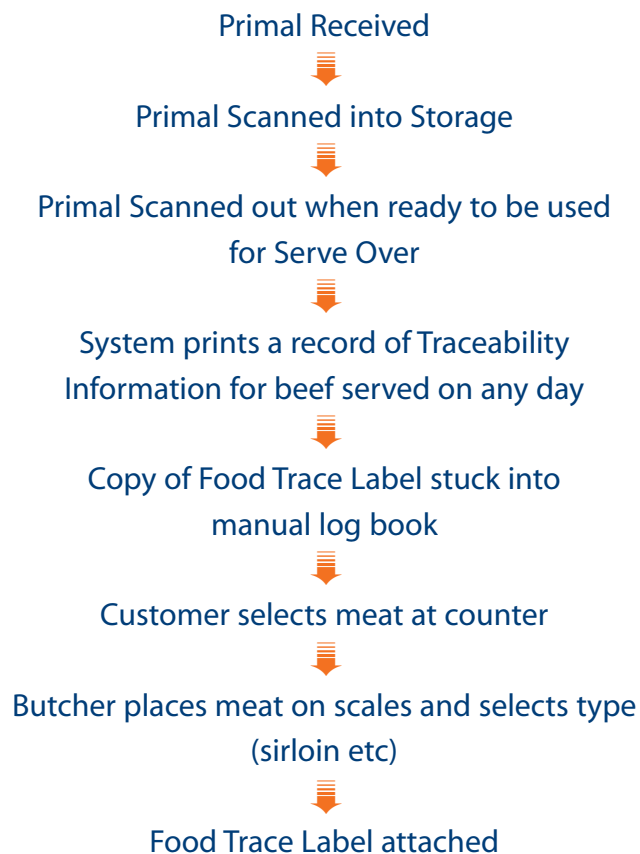 Primal Received
Primal Scanned into Storage
Primal Scanned out when ready to be used
for Serve Over
System prints a record of Traceability
Information for beef served on any day
Copy of Food Trace Label stuck into
manual log book
Customer selects meat at counter
Butcher places meat on scales and selects type
(sirloin etc)
Food Trace Label attached